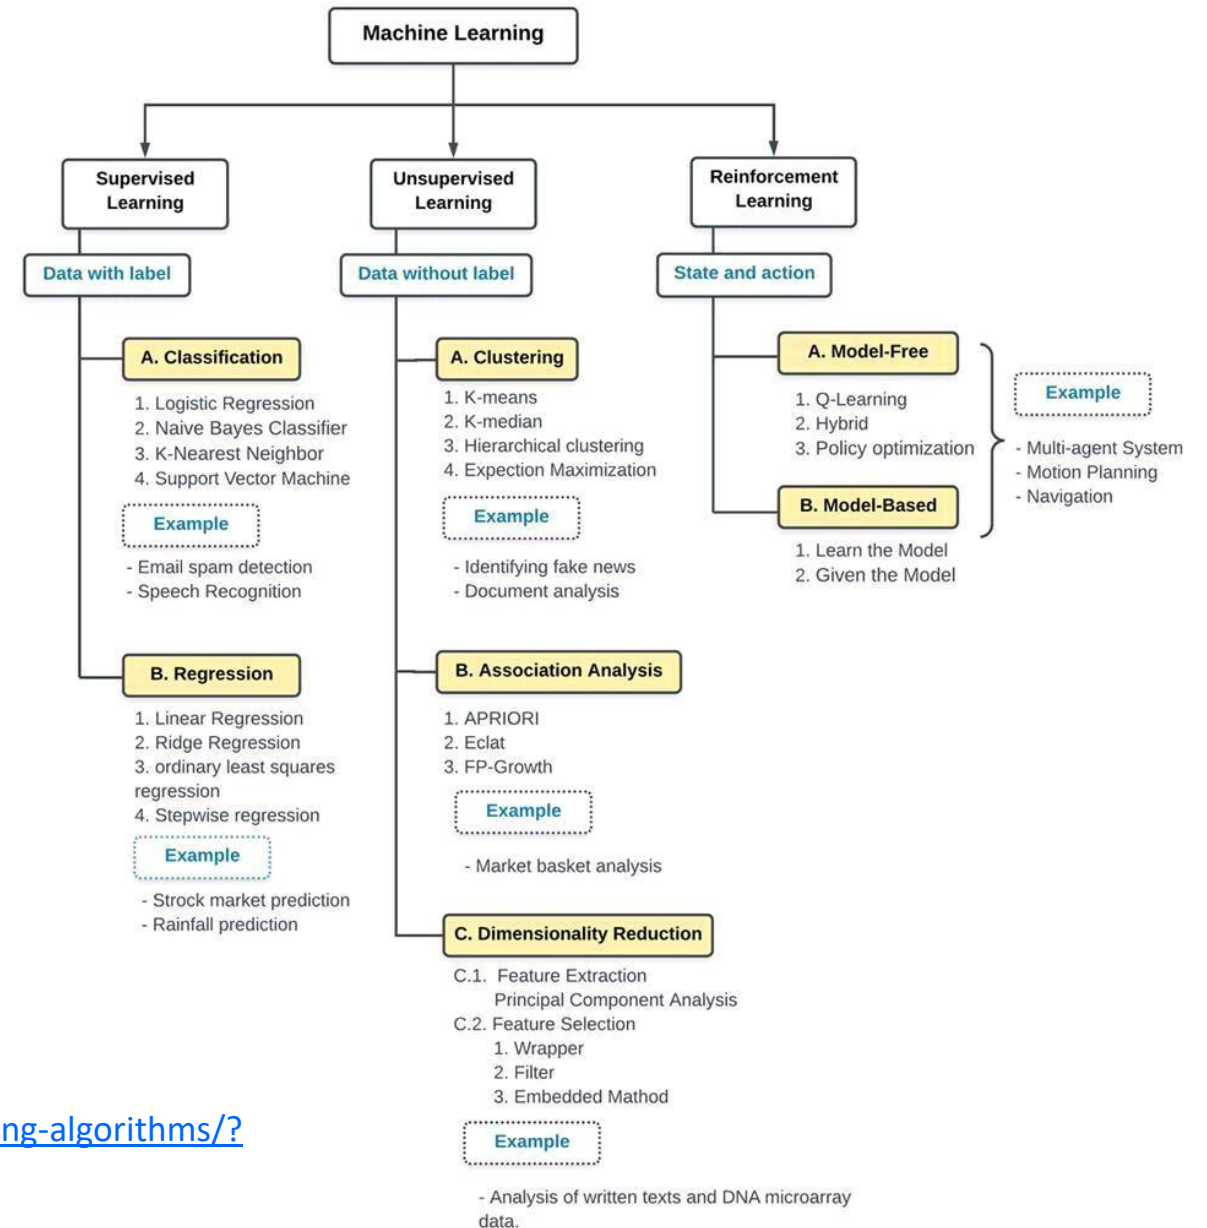 Machine Learning
Supervised
Learning
Data with label
A. Classification
1. Logistic Regression
2. Naive Bayes Classifier
3. K-Nearest Neighbor
4. Support Vector Machine
Example
- Email spam detection
- Speech Recognition
B. Regression
1. Linear Regression
2. Ridge Regression
3. ordinary least squares
regression
4. Stepwise regression
Example
- Strock market prediction
- Rainfall prediction
Unsupervised
Learning
Data without label
A. Clustering
1. K-means
2. K-median
3. Hierarchical clustering
4. Expection Maximization
Example
- Identifying fake news
- Document analysis
B. Association Analysis
1. APRIORI
2. Eclat
3. FP-Growth
Example
- Market basket analysis
C. Dimensionality Reduction
C.1. Feature Extraction
Principal Component Analysis
C.2. Feature Selection
1. Wrapper
2. Filter
3. Embedded Mathod
Example
- Analysis of written texts and DNA microarray
data.
Reinforcement
Learning
State and action
A. Model-Free
1. Q-Learning
2. Hybrid
3. Policy optimization
B. Model-Based
1. Learn the Model
2. Given the Model
Example
- Multi-agent System
- Motion Planning
- Navigation
ng-algorithms/?